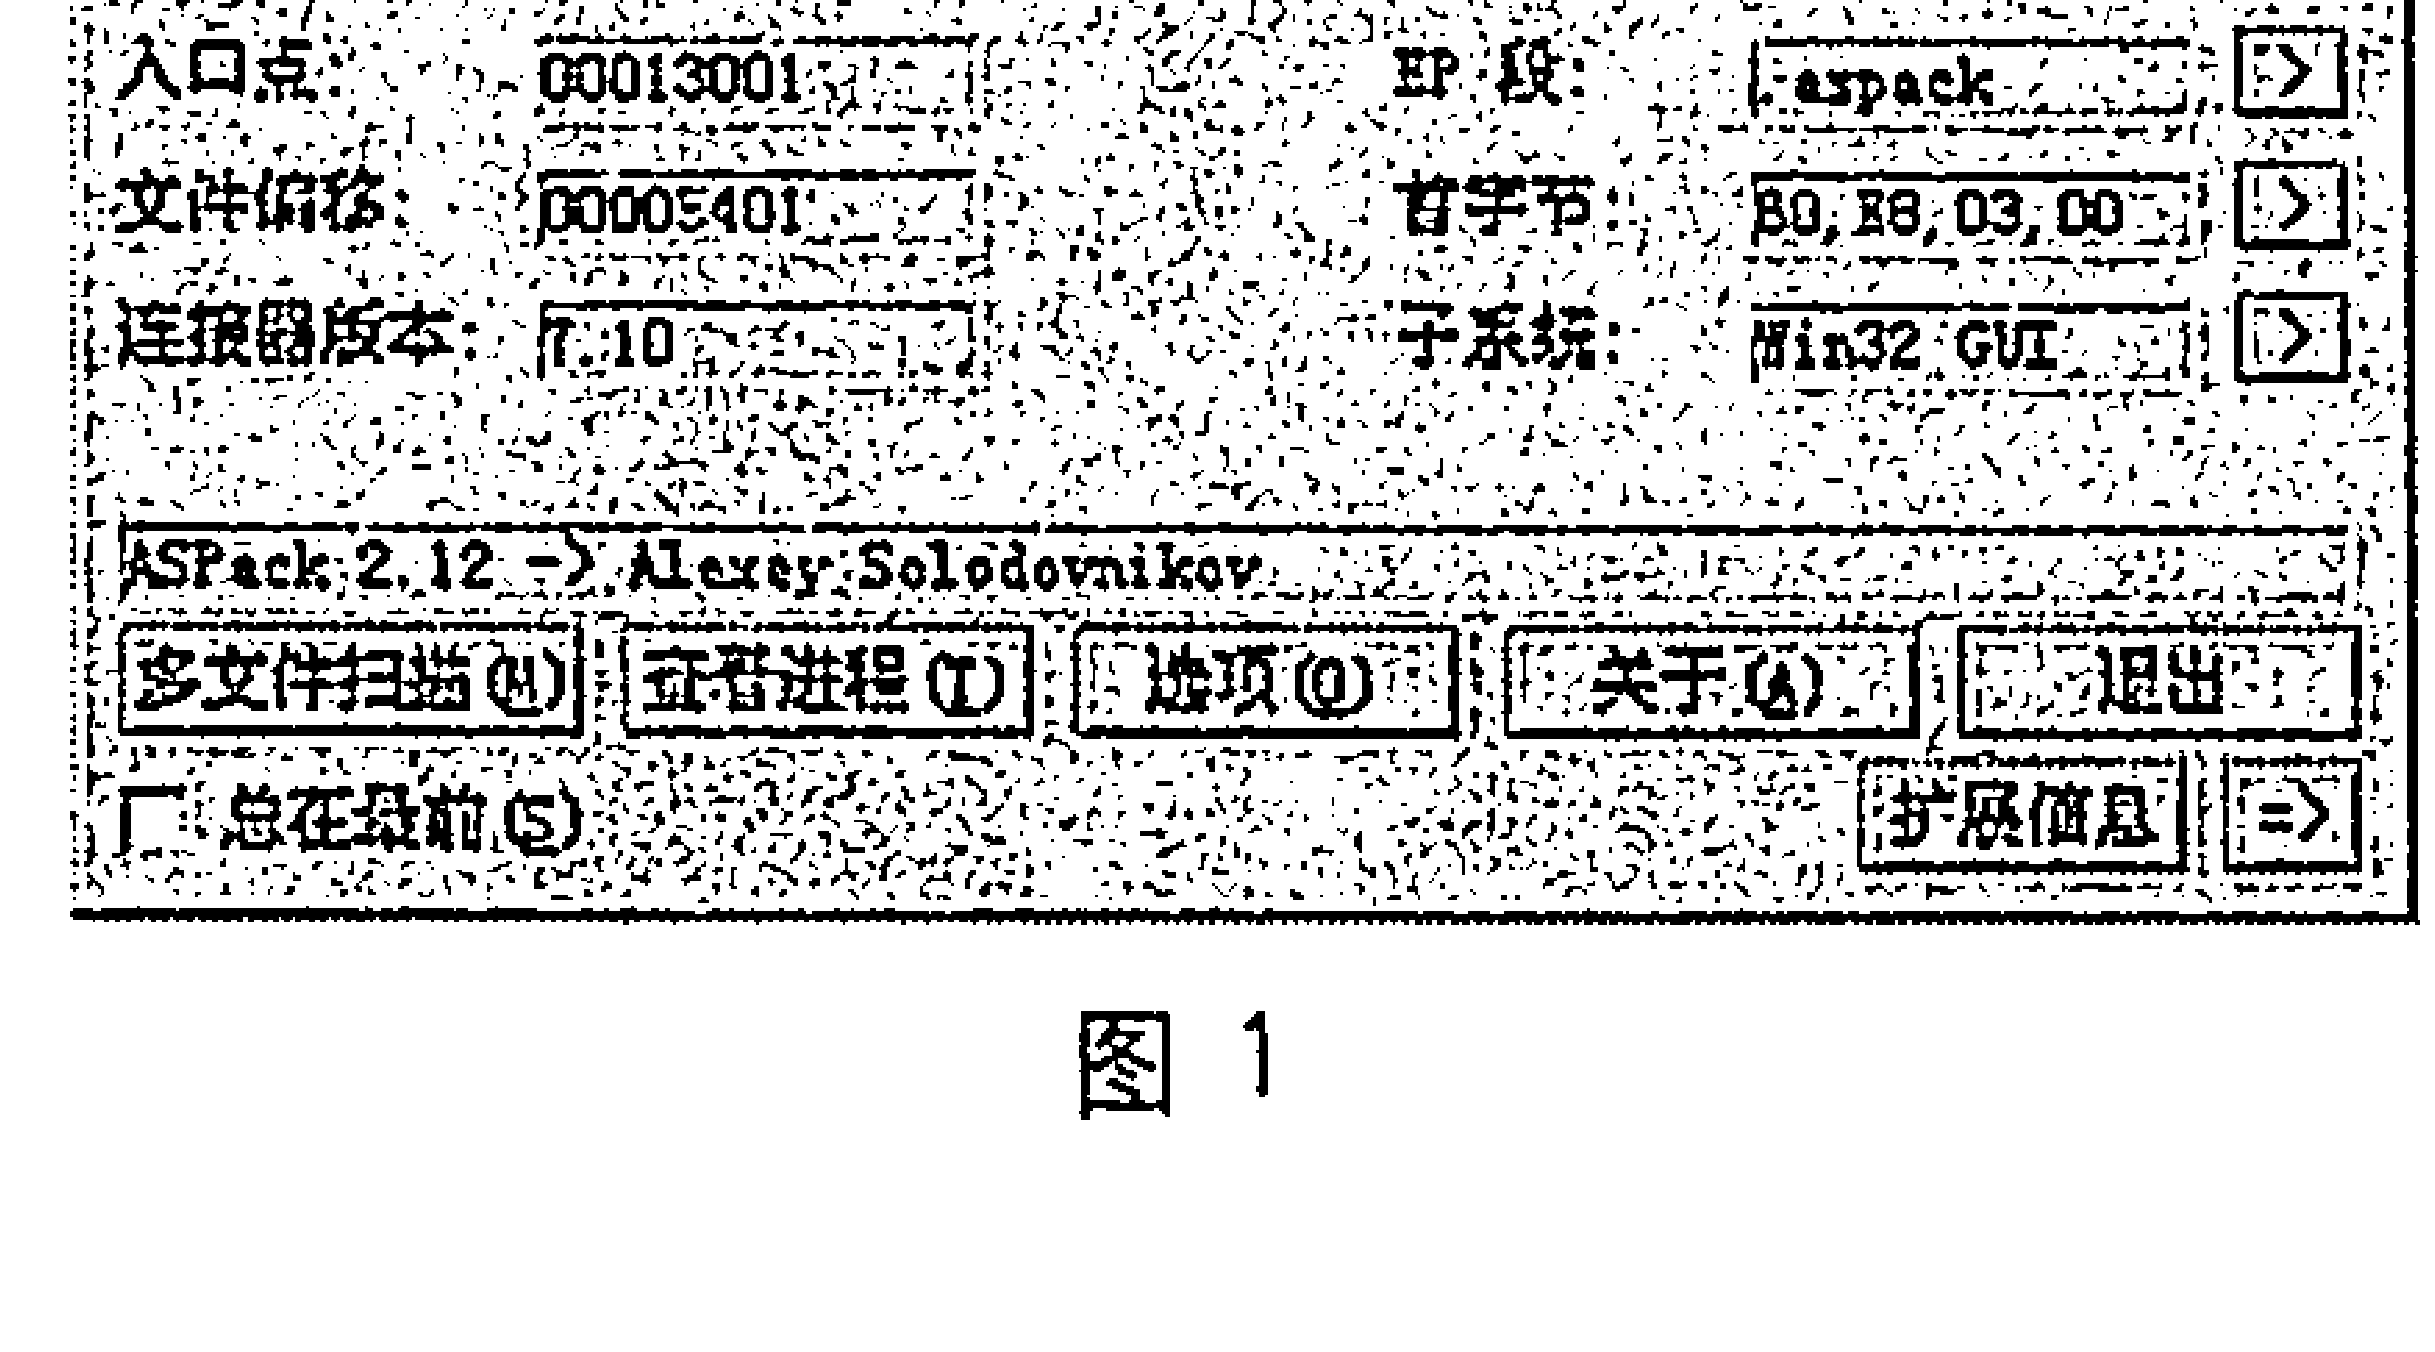 入口点: 00013001 EP 段: .aspack >
文件偏移: 00005401 首字节: 60,E8,03,00 >
连接器版本: 7.10 子系统: Win32 GUI >
ASPack 2.12 -> Alexey Solodovnikov
多文件扫描(M) 查看进程(T) 选项(O) 关于(A) 退出
总在最前(S) 扩展信息 =>
图 1